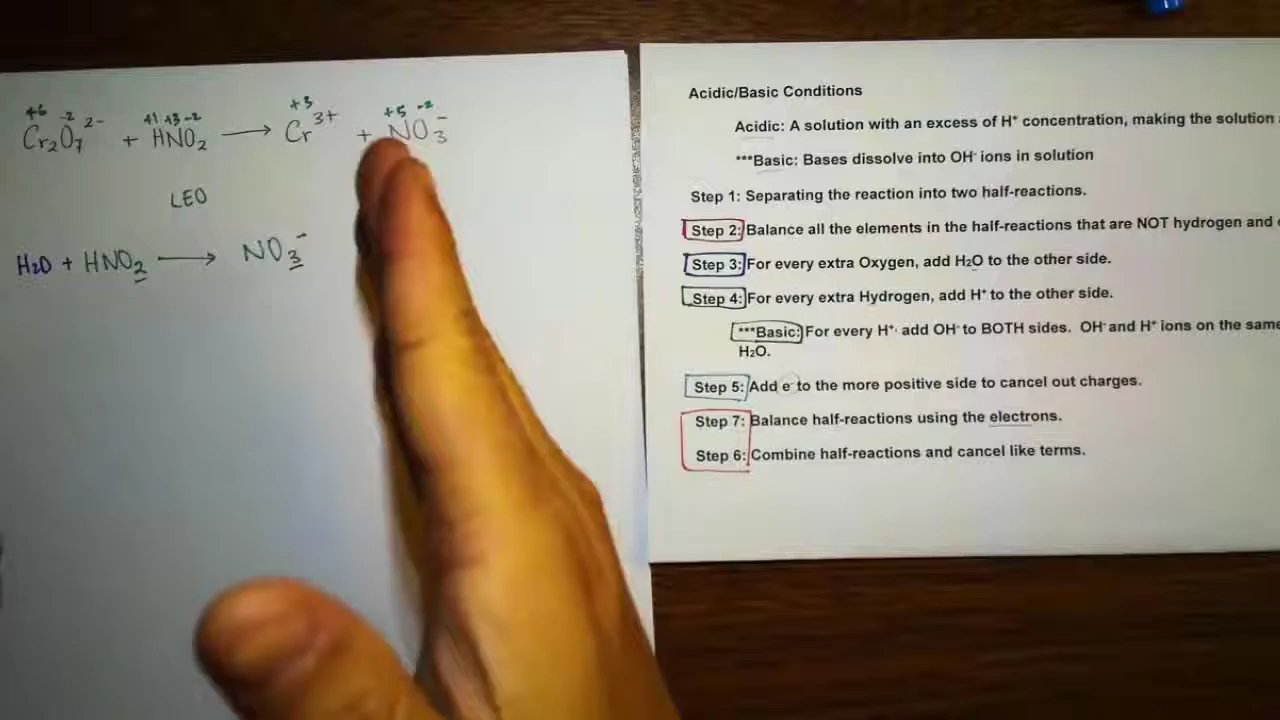 +6 -2 +1 +3 -2 +3 +5 -2
Cr₂O₇²⁻ + HNO₂ ⟶ Cr³⁺ + NO₃⁻
LEO
H₂O + HNO₂ ⟶ NO₃⁻
Acidic/Basic Conditions
Acidic: A solution with an excess of H⁺ concentration, making the solution
***Basic: Bases dissolve into OH⁻ ions in solution
Step 1: Separating the reaction into two half-reactions.
Step 2: Balance all the elements in the half-reactions that are NOT hydrogen and
Step 3: For every extra Oxygen, add H₂O to the other side.
Step 4: For every extra Hydrogen, add H⁺ to the other side.
***Basic: For every H⁺, add OH⁻ to BOTH sides. OH⁻ and H⁺ ions on the same
H₂O.
Step 5: Add e⁻ to the more positive side to cancel out charges.
Step 7: Balance half-reactions using the electrons.
Step 6: Combine half-reactions and cancel like terms.